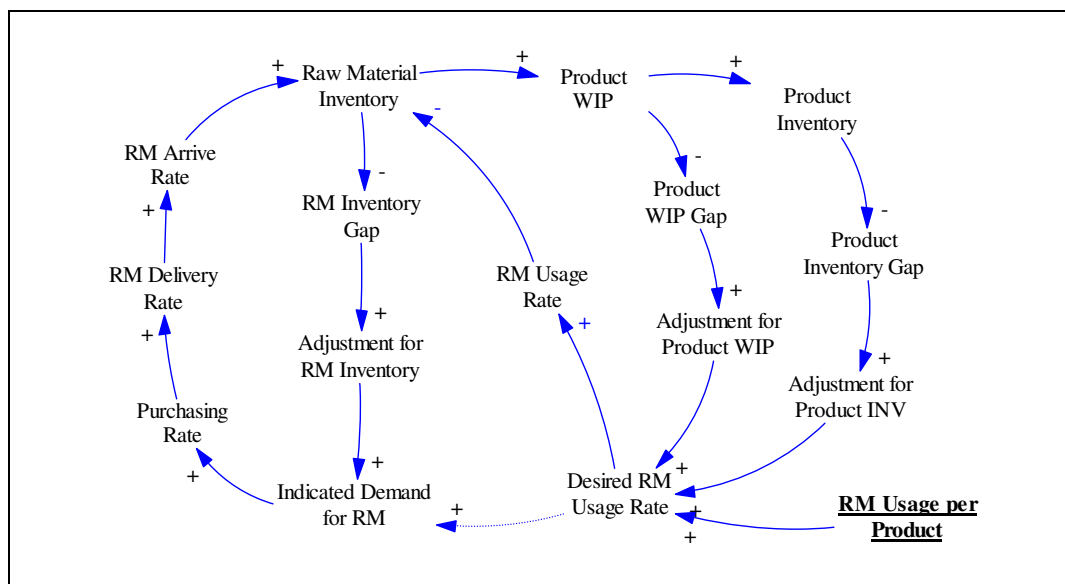 +
Raw Material
Inventory
+
Product
WIP
+
Product
Inventory
-
RM Arrive
Rate
+
-
RM Inventory
Gap
-
Product
WIP Gap
-
Product
Inventory Gap
RM Delivery
Rate
+
RM Usage
Rate
+
+
Adjustment for
RM Inventory
+
Adjustment for
Product WIP
+
Adjustment for
Product INV
Purchasing
Rate
+
+
Indicated Demand
for RM
+
Desired RM
Usage Rate
+
+
+
RM Usage per
Product